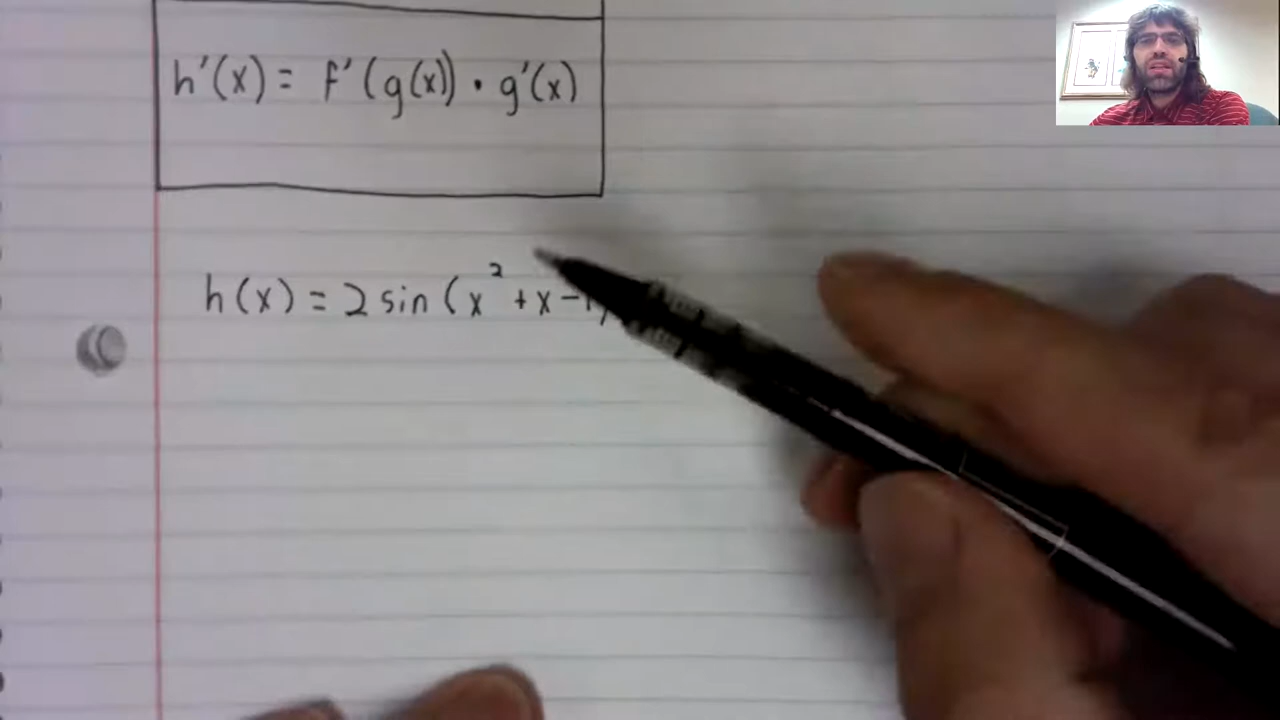 h'(x) = f'(g(x)) · g'(x)
h(x) = 2 sin (x² + x −